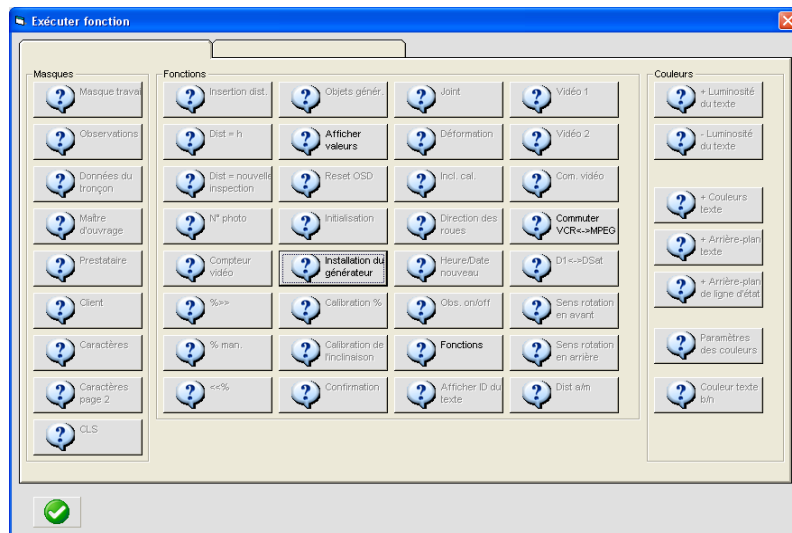 Exécuter fonction
Masques
Masque travai
Observations
Données du
tronçon
Maître
d'ouvrage
Prestataire
Client
Caractères
Caractères
page 2
CLS
Fonctions
Insertion dist.
Dist = h
Dist = nouvelle
inspection
N° photo
Compteur
vidéo
%>>
% man.
<<%
Objets génér.
Afficher
valeurs
Reset OSD
Initialisation
Installation du
générateur
Calibration %
Calibration de
l'inclinaison
Confirmation
Joint
Déformation
Incl. cal.
Direction des
roues
Heure/Date
nouveau
Obs. on/off
Fonctions
Afficher ID du
texte
Vidéo 1
Vidéo 2
Com. vidéo
Commuter
VCR<->MPEG
D1<->DSat
Sens rotation
en avant
Sens rotation
en arrière
Dist a/m
Couleurs
+ Luminosité
du texte
- Luminosité
du texte
+ Couleurs
texte
+ Arrière-plan
texte
+ Arrière-plan
de ligne d'état
Paramètres
des couleurs
Couleur texte
b/n